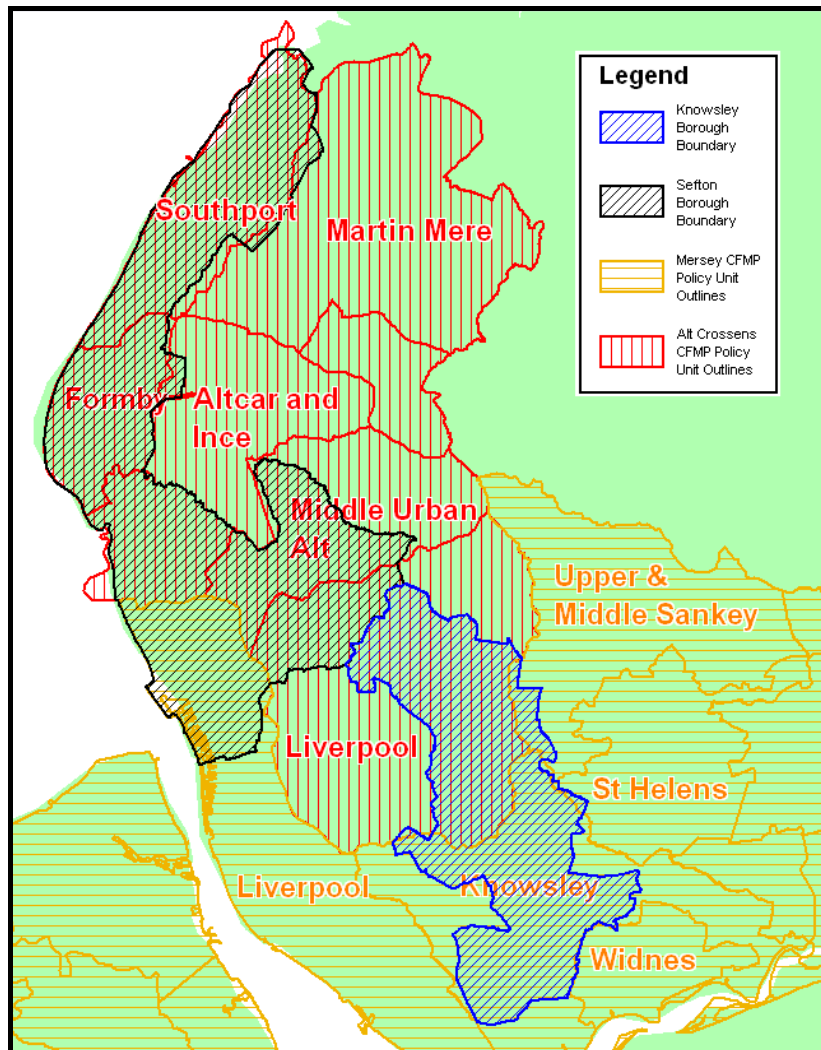 Legend
Knowsley
Borough
Boundary
Sefton
Borough
Boundary
Mersey CFMP
Policy Unit
Outlines
Alt Crossens
CFMP Policy
Unit Outlines
Southport
Martin Mere
Formby
Altcar and
Ince
Middle Urban
Alt
Upper &
Middle Sankey
Liverpool
St Helens
Liverpool
Knowsley
Widnes